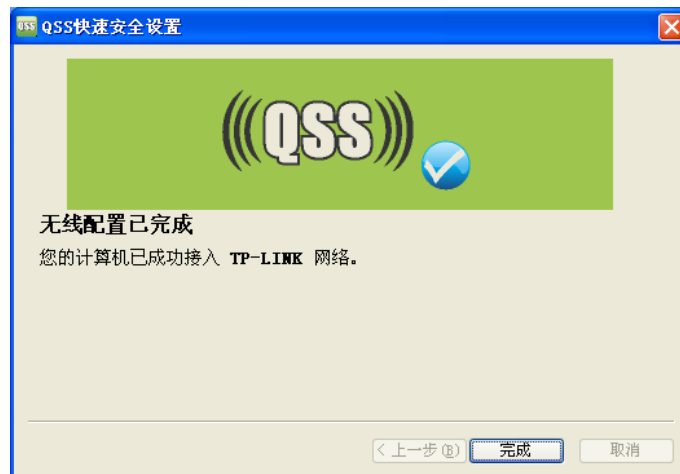 QSS快速安全设置
(((QSS)))
无线配置已完成
您的计算机已成功接入 TP-LINK 网络。
< 上一步(B) 完成 取消